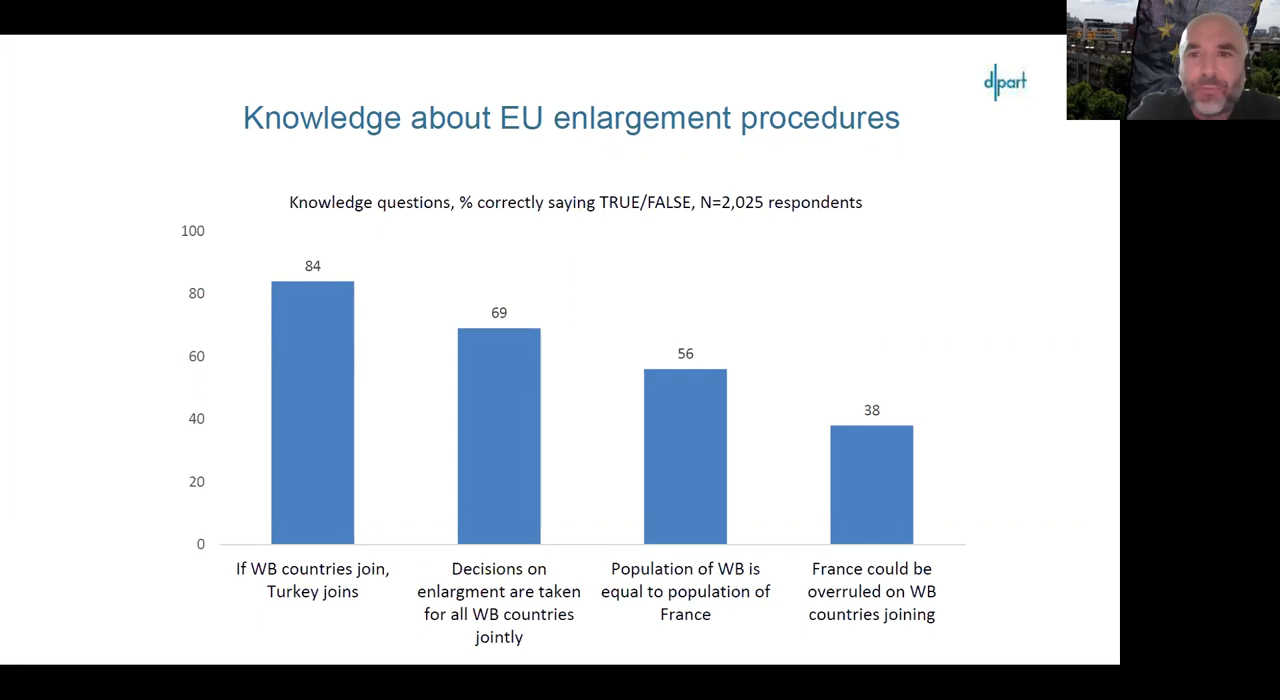 d|part
Knowledge about EU enlargement procedures
Knowledge questions, % correctly saying TRUE/FALSE, N=2,025 respondents
100
80
60
40
20
0
84
69
56
38
If WB countries join,
Turkey joins
Decisions on
enlargment are taken
for all WB countries
jointly
Population of WB is
equal to population of
France
France could be
overruled on WB
countries joining